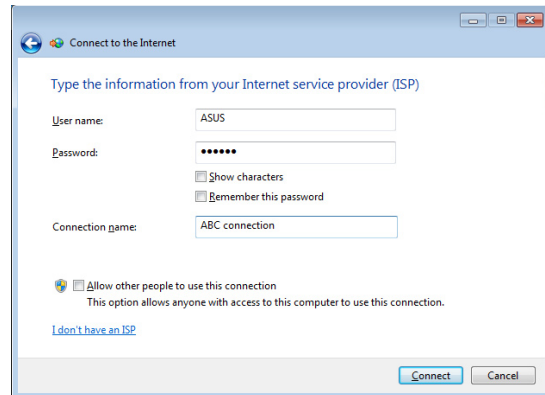 Connect to the Internet
Type the information from your Internet service provider (ISP)
User name: ASUS
Password: ••••••
Show characters
Remember this password
Connection name: ABC connection
Allow other people to use this connection
This option allows anyone with access to this computer to use this connection.
I don't have an ISP
Connect Cancel